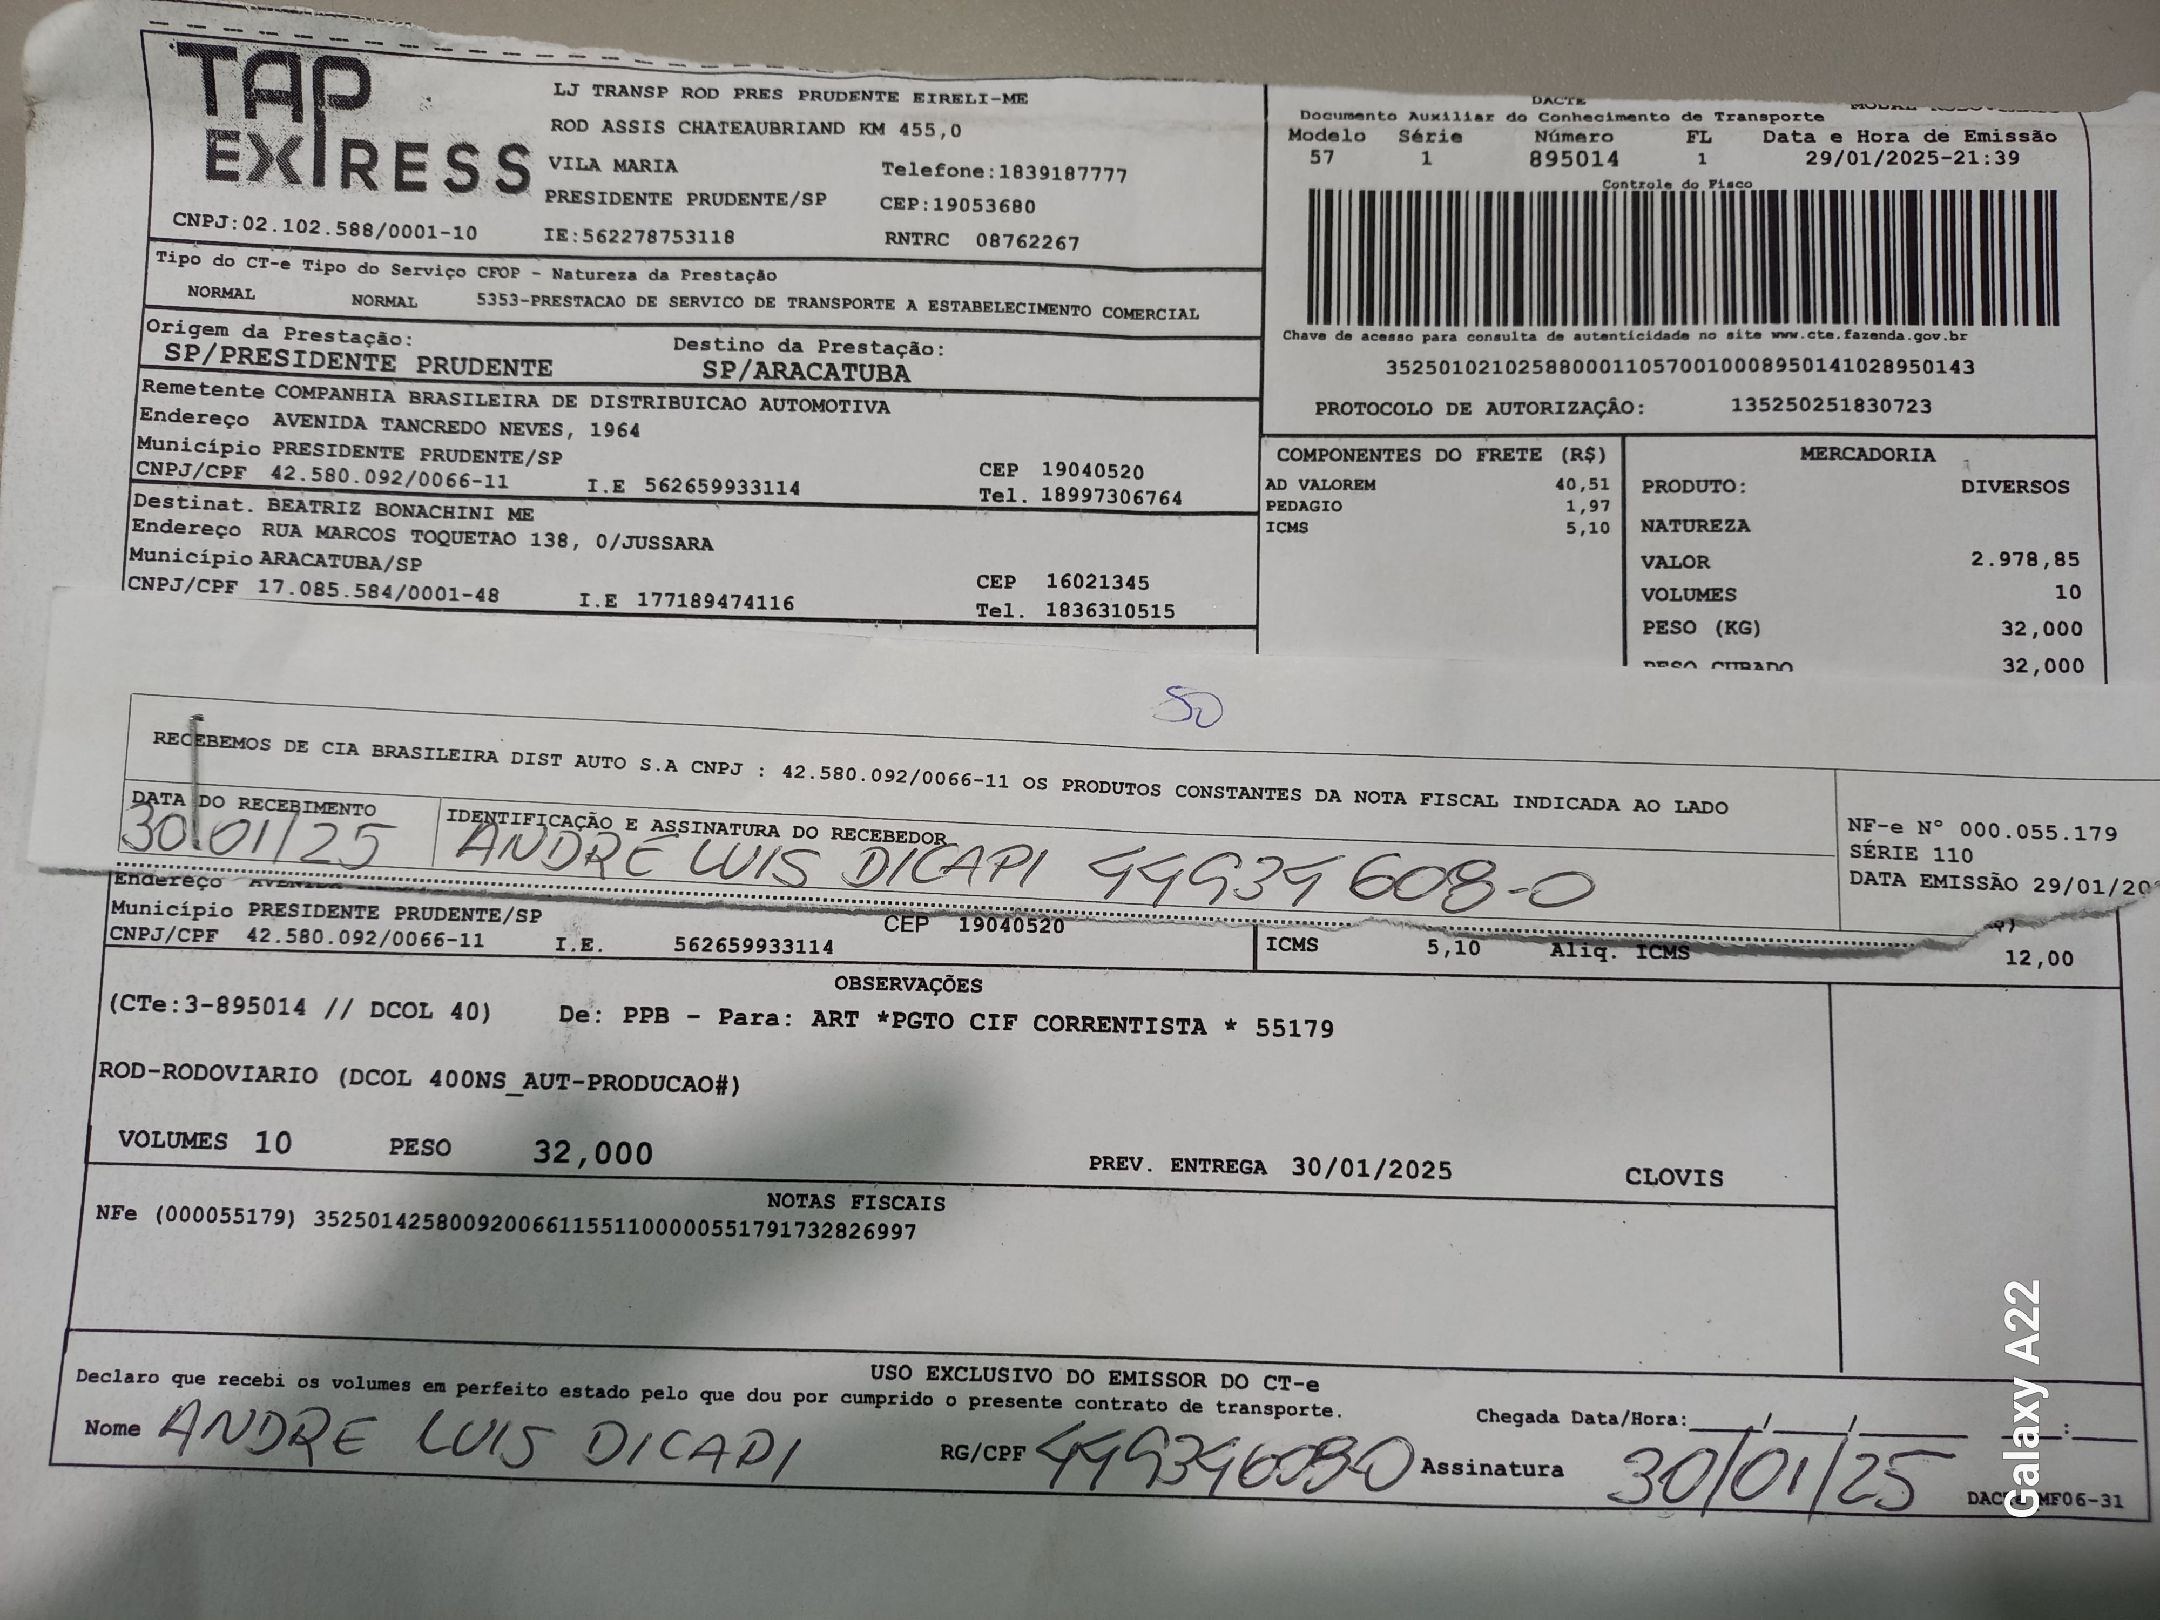 TAP
EXPRESS
LJ TRANSP ROD PRES PRUDENTE EIRELI-ME
ROD ASSIS CHATEAUBRIAND KM 455,0
VILA MARIA Telefone:1839187777
PRESIDENTE PRUDENTE/SP CEP:19053680
CNPJ:02.102.588/0001-10 IE:562278753118 RNTRC 08762267
DACTE
Documento Auxiliar do Conhecimento de Transporte
Modelo Série Número FL Data e Hora de Emissão
57 1 895014 1 29/01/2025-21:39
Controle do Fisco
Chave de acesso para consulta de autenticidade no site www.cte.fazenda.gov.br
35250102102588000110570010008950141028950143
PROTOCOLO DE AUTORIZAÇÂO: 135250251830723
Tipo do CT-e Tipo do Serviço CFOP - Natureza da Prestação
NORMAL NORMAL 5353-PRESTACAO DE SERVICO DE TRANSPORTE A ESTABELECIMENTO COMERCIAL
Origem da Prestação: Destino da Prestação:
SP/PRESIDENTE PRUDENTE SP/ARACATUBA
Remetente COMPANHIA BRASILEIRA DE DISTRIBUICAO AUTOMOTIVA
Endereço AVENIDA TANCREDO NEVES, 1964
Município PRESIDENTE PRUDENTE/SP CEP 19040520
CNPJ/CPF 42.580.092/0066-11 I.E 562659933114 Tel. 18997306764
Destinat. BEATRIZ BONACHINI ME
Endereço RUA MARCOS TOQUETAO 138, 0/JUSSARA
Município ARACATUBA/SP CEP 16021345
CNPJ/CPF 17.085.584/0001-48 I.E 177189474116 Tel. 1836310515
COMPONENTES DO FRETE (R$)
AD VALOREM 40,51
PEDAGIO 1,97
ICMS 5,10
MERCADORIA
PRODUTO: DIVERSOS
NATUREZA
VALOR 2.978,85
VOLUMES 10
PESO (KG) 32,000
PESO CUBADO 32,000
RECEBEMOS DE CIA BRASILEIRA DIST AUTO S.A CNPJ : 42.580.092/0066-11 OS PRODUTOS CONSTANTES DA NOTA FISCAL INDICADA AO LADO
DATA DO RECEBIMENTO IDENTIFICAÇÃO E ASSINATURA DO RECEBEDOR
30/01/25 ANDRE LUIS DICAPI 44934608-0
NF-e Nº 000.055.179
SÉRIE 110
DATA EMISSÃO 29/01/20
Endereço AVENIDA
Município PRESIDENTE PRUDENTE/SP CEP 19040520
CNPJ/CPF 42.580.092/0066-11 I.E. 562659933114
ICMS 5,10 Aliq. ICMS 12,00
OBSERVAÇÕES
(CTe:3-895014 // DCOL 40) De: PPB - Para: ART *PGTO CIF CORRENTISTA * 55179
ROD-RODOVIARIO (DCOL 400NS_AUT-PRODUCAO#)
VOLUMES 10 PESO 32,000 PREV. ENTREGA 30/01/2025 CLOVIS
NOTAS FISCAIS
NFe (000055179) 35250142580092006611551100000551791732826997
USO EXCLUSIVO DO EMISSOR DO CT-e
Declaro que recebi os volumes em perfeito estado pelo que dou por cumprido o presente contrato de transporte.
Chegada Data/Hora:___/___/_____ ___:___
Nome ANDRE LUIS DICAPI RG/CPF 449346080 Assinatura 30/01/25
MF06-31
Galaxy A22